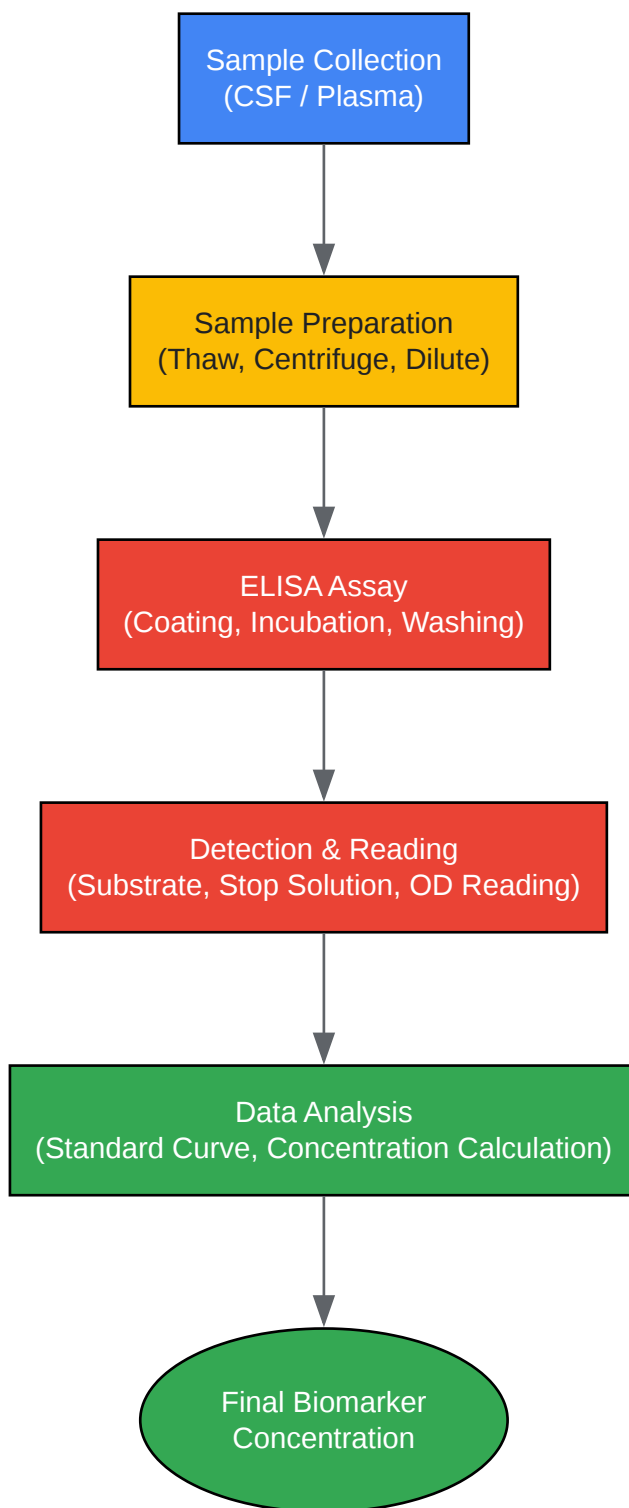 Sample Collection
(CSF / Plasma)
Sample Preparation
(Thaw, Centrifuge, Dilute)
ELISA Assay
(Coating, Incubation, Washing)
Detection & Reading
(Substrate, Stop Solution, OD Reading)
Data Analysis
(Standard Curve, Concentration Calculation)
Final Biomarker
Concentration